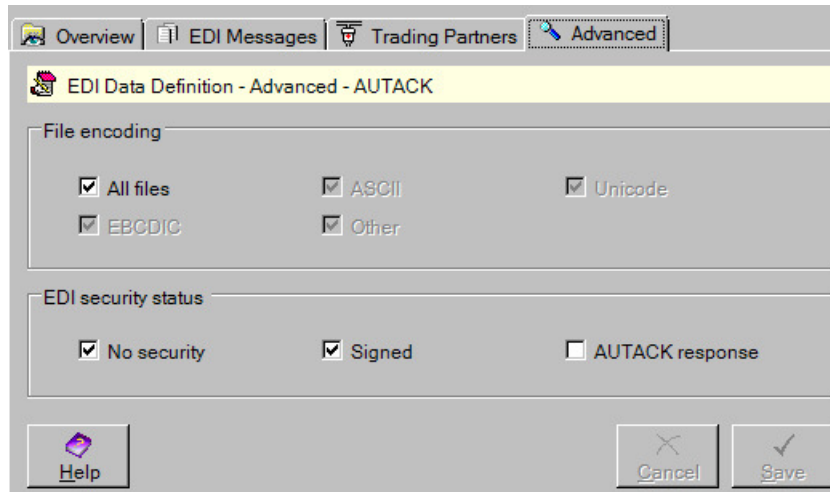 Overview EDI Messages Trading Partners Advanced
EDI Data Definition - Advanced - AUTACK
File encoding
All files ASCII Unicode
EBCDIC Other
EDI security status
No security Signed AUTACK response
Help Cancel Save